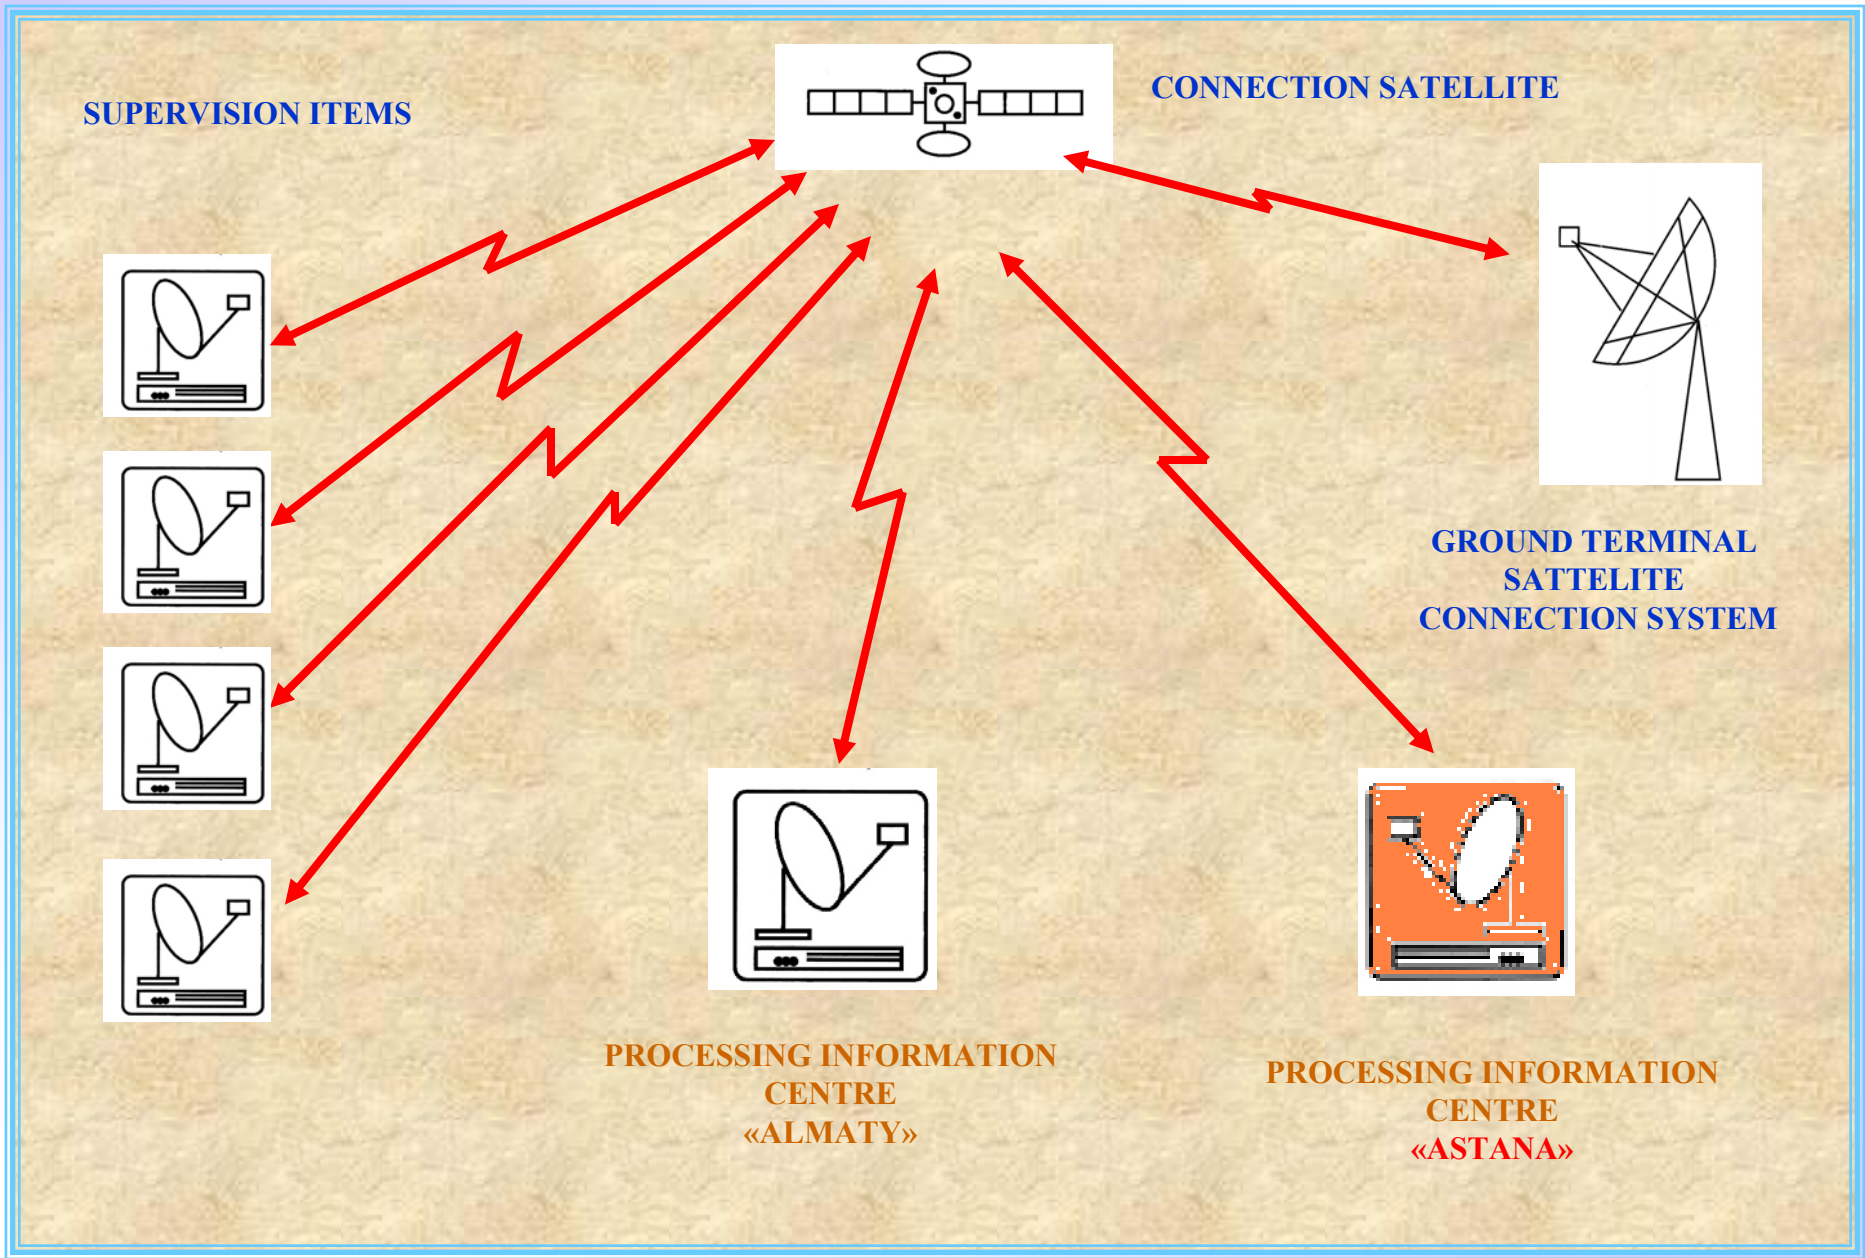 SUPERVISION ITEMS
CONNECTION SATELLITE
GROUND TERMINAL
SATTELITE
CONNECTION SYSTEM
PROCESSING INFORMATION
CENTRE
«ALMATY»
PROCESSING INFORMATION
CENTRE
«ASTANA»